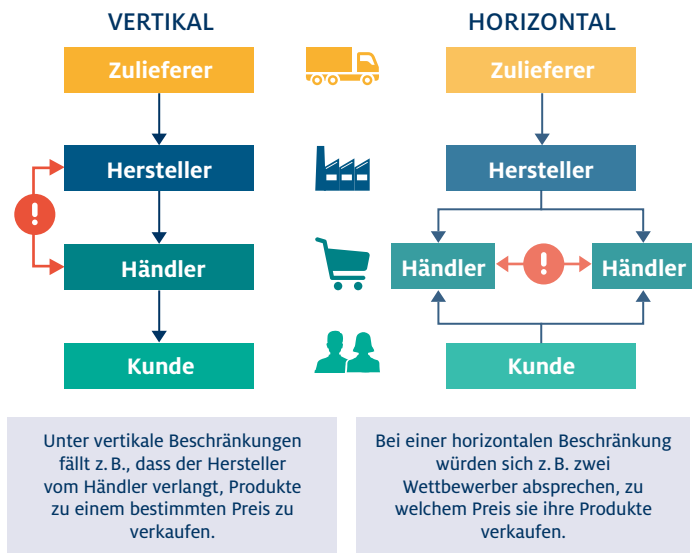 VERTIKAL
Zulieferer
Hersteller
!
Händler
Kunde
Unter vertikale Beschränkungen
fällt z. B., dass der Hersteller
vom Händler verlangt, Produkte
zu einem bestimmten Preis zu
verkaufen.
HORIZONTAL
Zulieferer
Hersteller
Händler
!
Händler
Kunde
Bei einer horizontalen Beschränkung
würden sich z. B. zwei
Wettbewerber absprechen, zu
welchem Preis sie ihre Produkte
verkaufen.